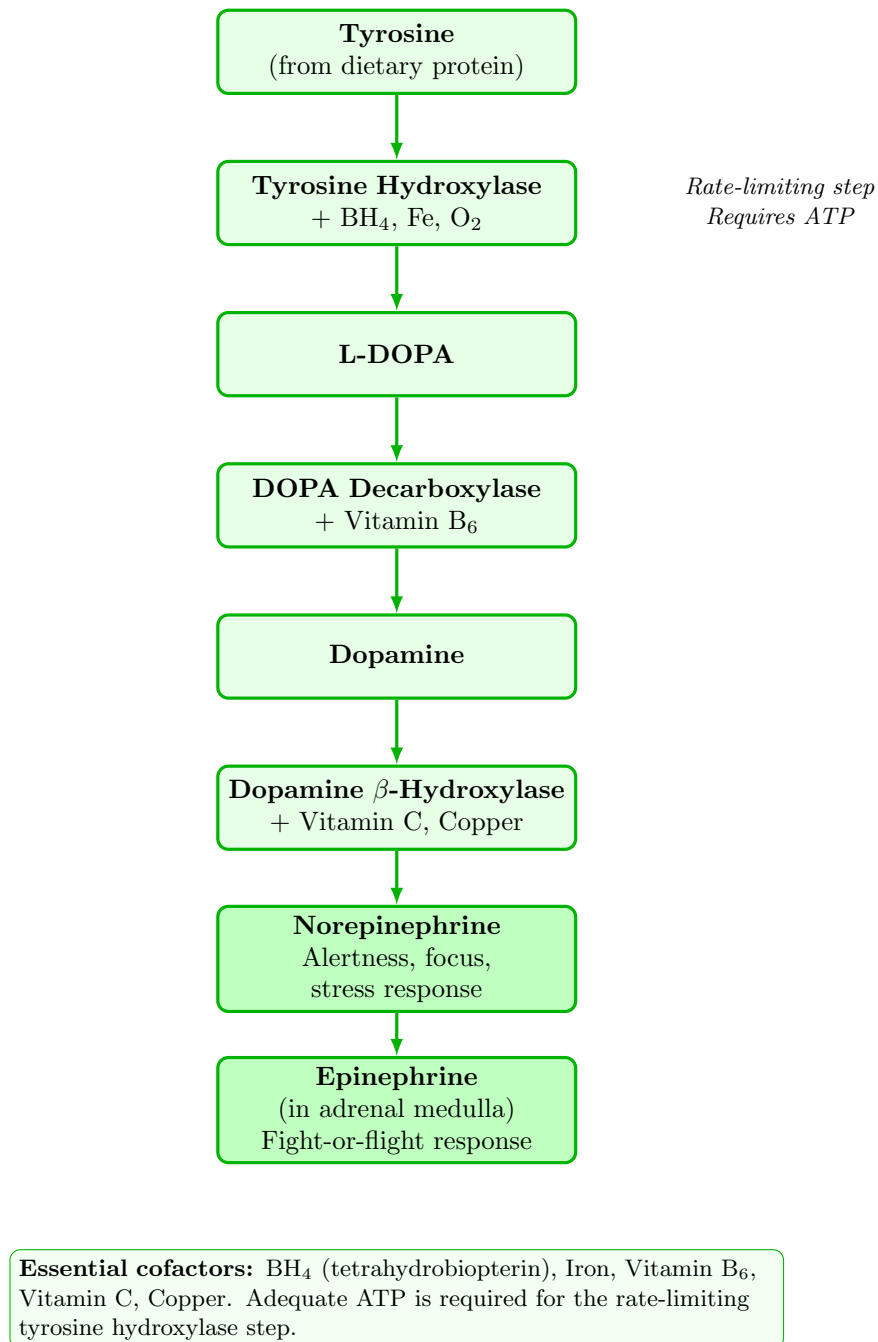 Tyrosine
(from dietary protein)
Tyrosine Hydroxylase
+ BH₄, Fe, O₂
Rate-limiting step
Requires ATP
L-DOPA
DOPA Decarboxylase
+ Vitamin B₆
Dopamine
Dopamine β-Hydroxylase
+ Vitamin C, Copper
Norepinephrine
Alertness, focus,
stress response
Epinephrine
(in adrenal medulla)
Fight-or-flight response
Essential cofactors: BH₄ (tetrahydrobiopterin), Iron, Vitamin B₆,
Vitamin C, Copper. Adequate ATP is required for the rate-limiting
tyrosine hydroxylase step.